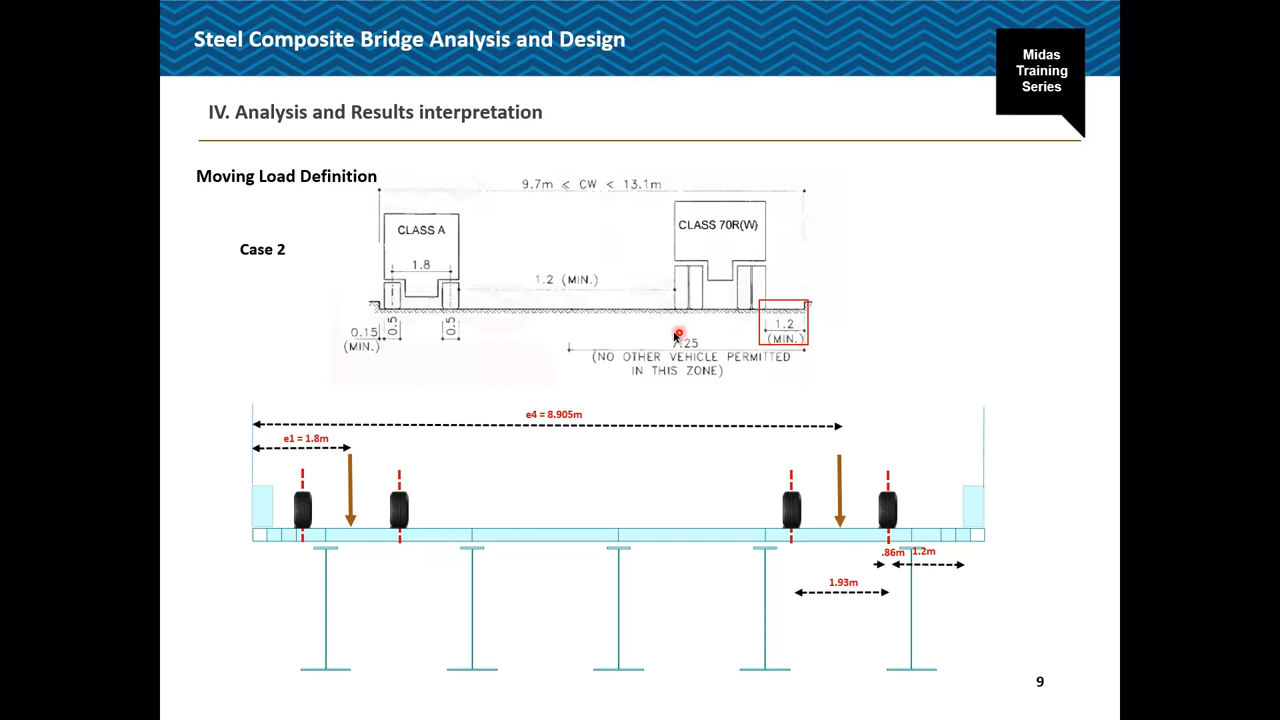 Steel Composite Bridge Analysis and Design
Midas
Training
Series
IV. Analysis and Results interpretation
Moving Load Definition
9.7m < CW < 13.1m
CLASS A
CLASS 70R(W)
Case 2
1.8
1.2 (MIN.)
0.15
(MIN.)
0.5
0.5
1.2
(MIN.)
7.25
(NO OTHER VEHICLE PERMITTED
IN THIS ZONE)
e4 = 8.905m
e1 = 1.8m
.86m
1.2m
1.93m
9